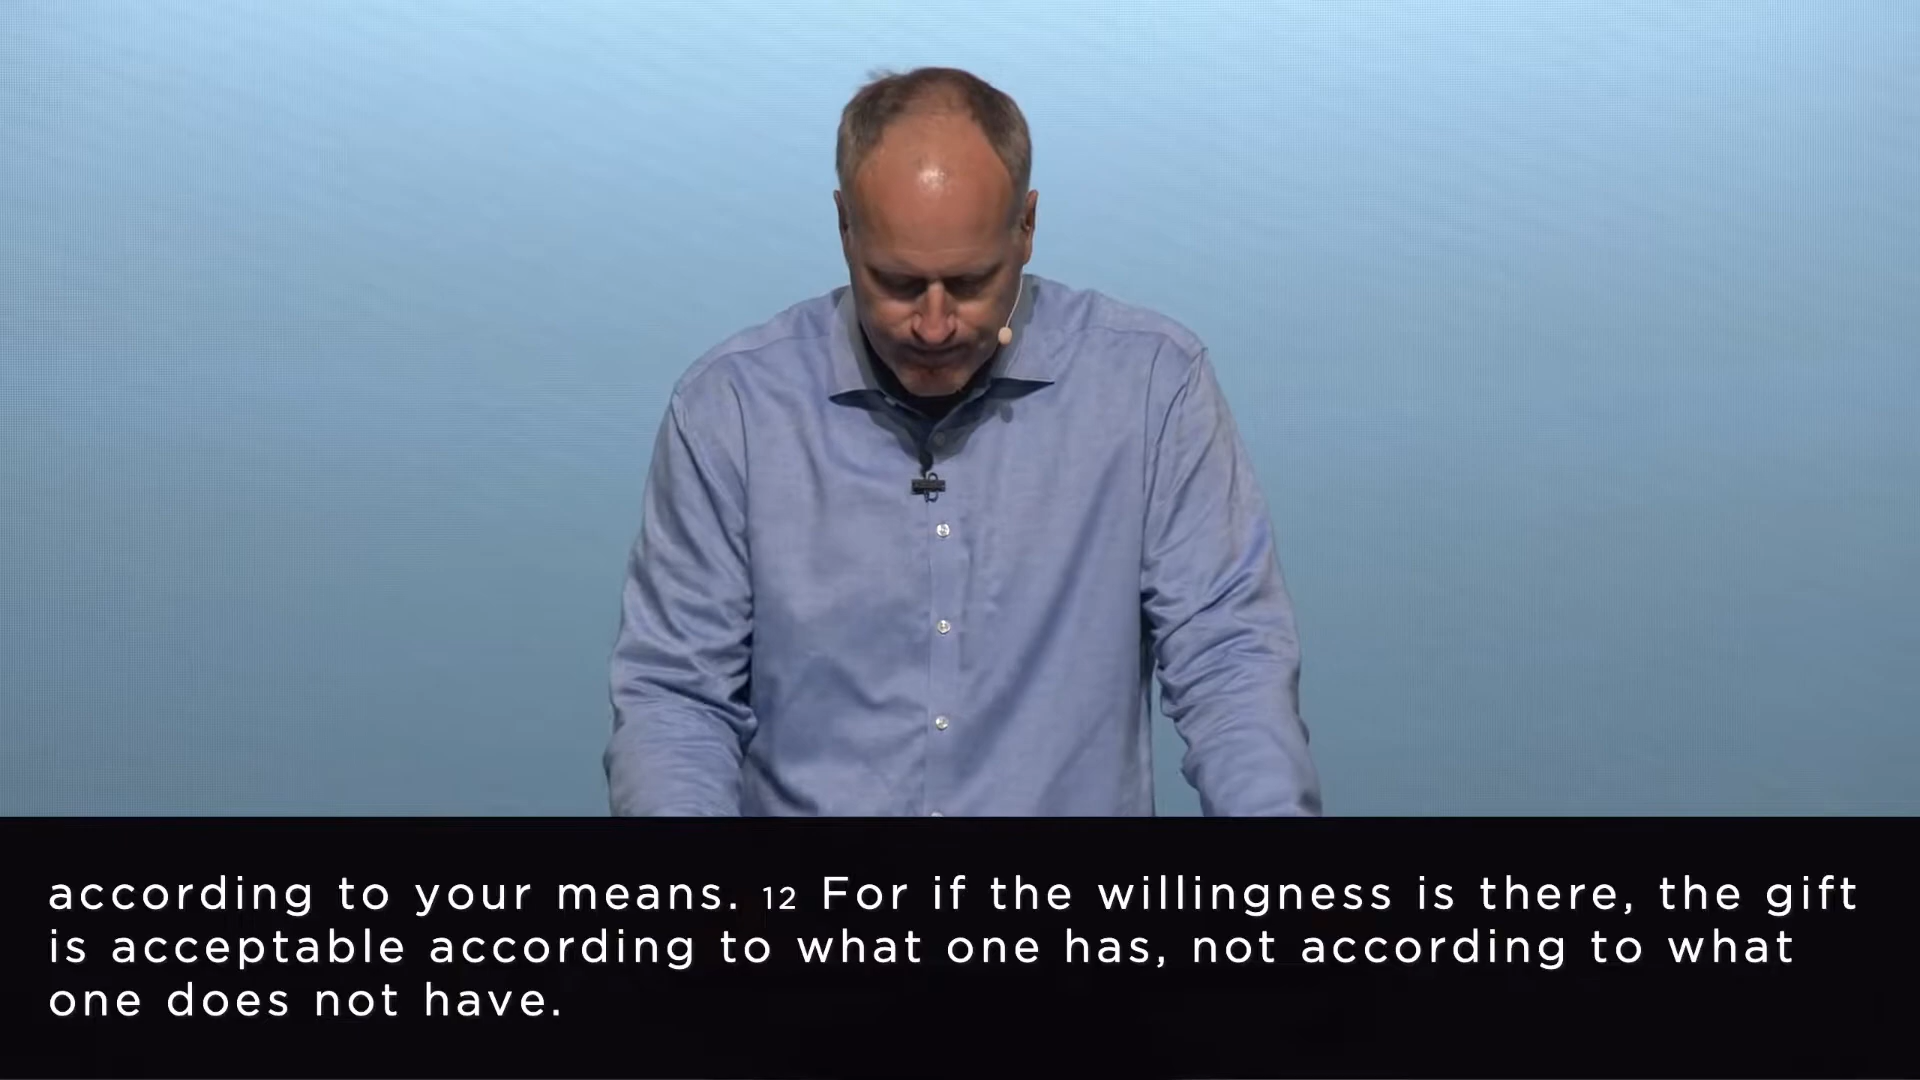 according to your means. 12 For if the willingness is there, the gift
is acceptable according to what one has, not according to what
one does not have.